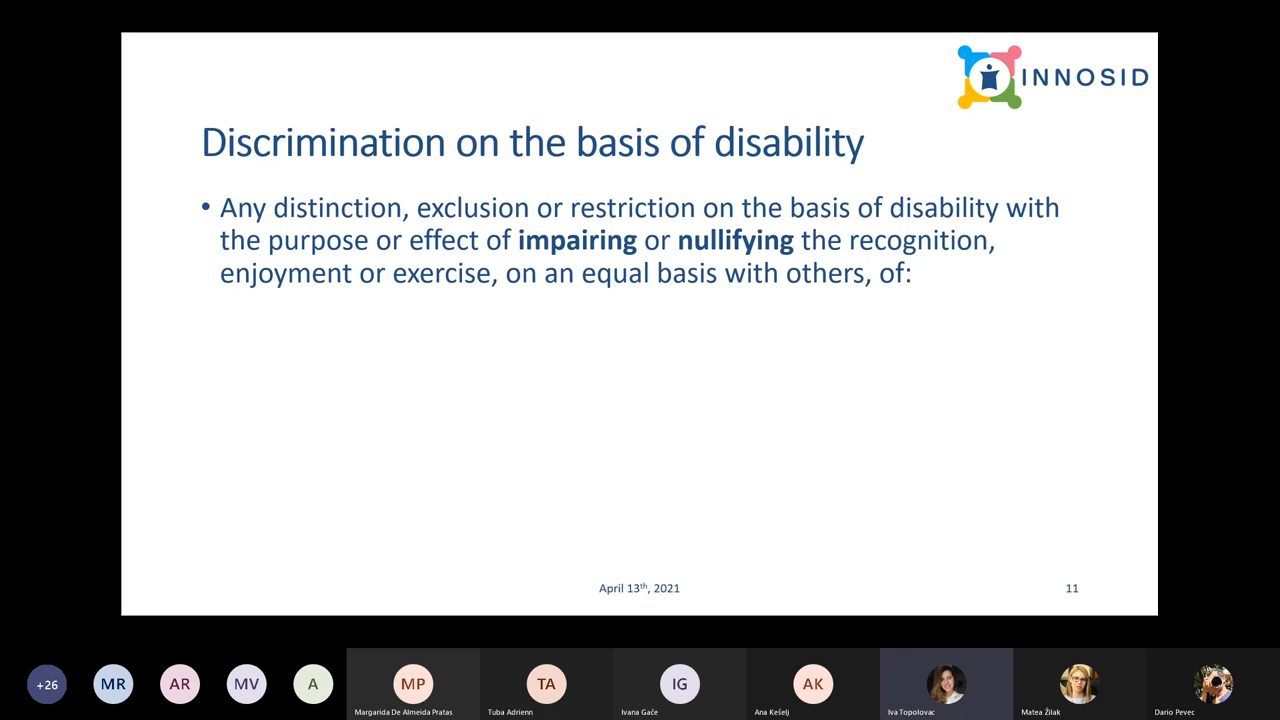 INNOSID
Discrimination on the basis of disability
• Any distinction, exclusion or restriction on the basis of disability with
the purpose or effect of impairing or nullifying the recognition,
enjoyment or exercise, on an equal basis with others, of:
April 13th, 2021
11
+26
MR
AR
MV
A
MP
TA
IG
AK
Margarida De Almeida Pratas
Tuba Adrienn
Ivana Gače
Ana Kešelj
Iva Topolovac
Matea Žilak
Dario Pevec